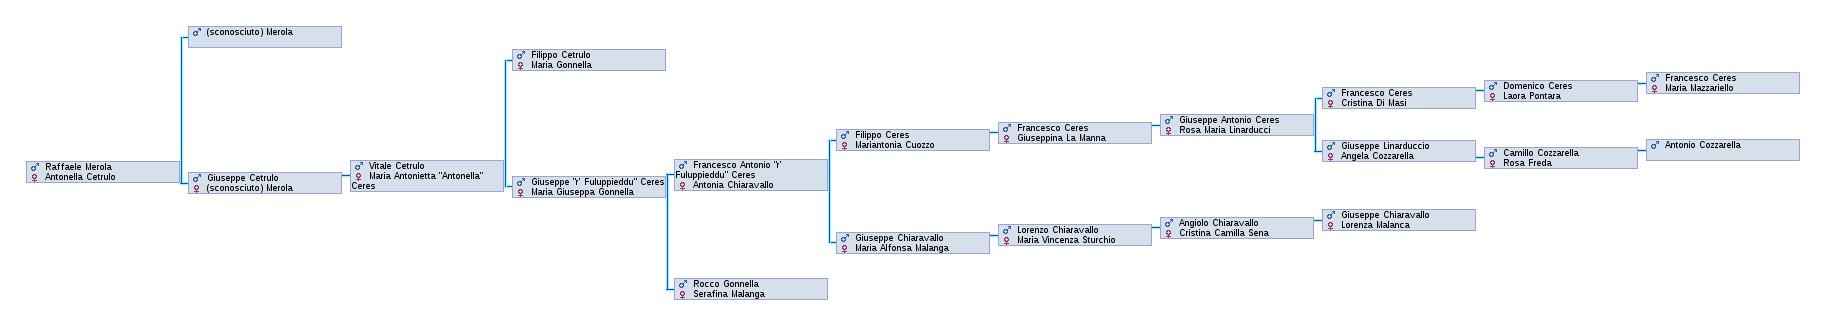 Raffaele Merola
Antonella Cetrulo
(sconosciuto) Merola
Giuseppe Cetrulo
(sconosciuto) Merola
Vitale Cetrulo
Maria Antonietta "Antonella"
Ceres
Filippo Cetrulo
Maria Gonnella
Giuseppe "r' Fuluppieddu" Ceres
Maria Giuseppa Gonnella
Francesco Antonio "r'
Fuluppieddu" Ceres
Antonia Chiaravallo
Rocco Gonnella
Serafina Malanga
Filippo Ceres
Mariantonia Cuozzo
Giuseppe Chiaravallo
Maria Alfonsa Malanga
Francesco Ceres
Giuseppina La Manna
Lorenzo Chiaravallo
Maria Vincenza Sturchio
Giuseppe Antonio Ceres
Rosa Maria Linarducci
Angiolo Chiaravallo
Cristina Camilla Sena
Francesco Ceres
Cristina Di Masi
Giuseppe Linarduccio
Angela Cozzarella
Giuseppe Chiaravallo
Lorenza Malanca
Domenico Ceres
Laora Pontara
Camillo Cozzarella
Rosa Freda
Francesco Ceres
Maria Mazzariello
Antonio Cozzarella